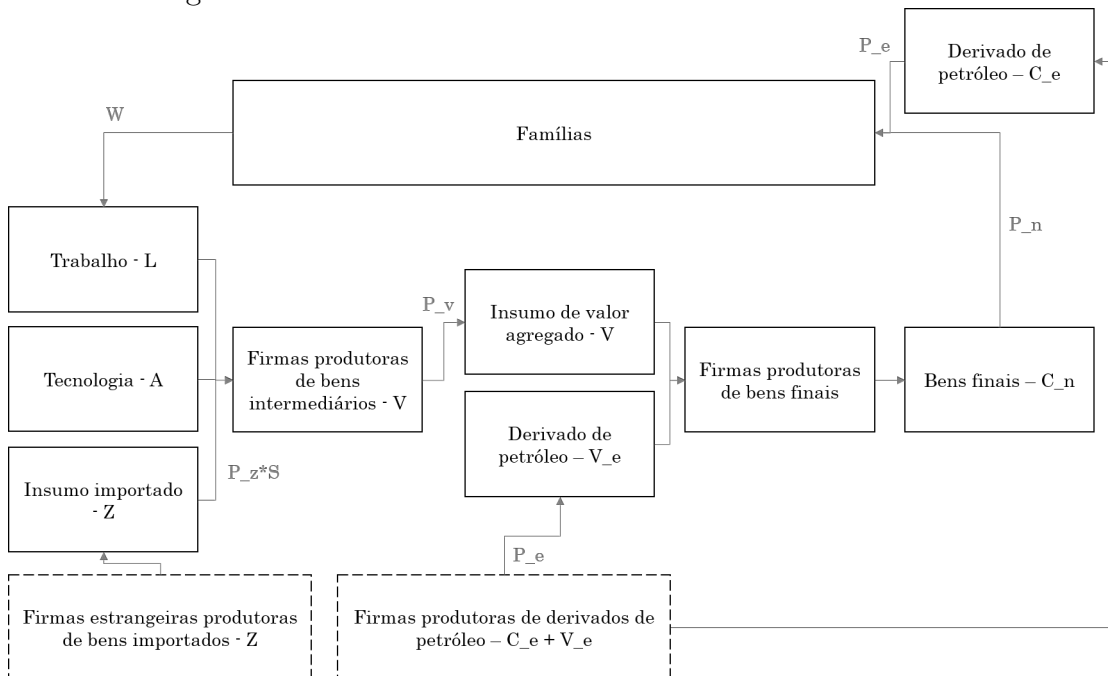 P_e
Derivado de
petróleo – C_e
W
Famílias
P_n
Trabalho - L
P_v
Insumo de valor
agregado - V
Tecnologia - A
Firmas produtoras
de bens
intermediários - V
Firmas produtoras
de bens finais
Bens finais – C_n
Derivado de
petróleo – V_e
P_z*S
Insumo importado
- Z
P_e
Firmas estrangeiras produtoras
de bens importados - Z
Firmas produtoras de derivados de
petróleo – C_e + V_e